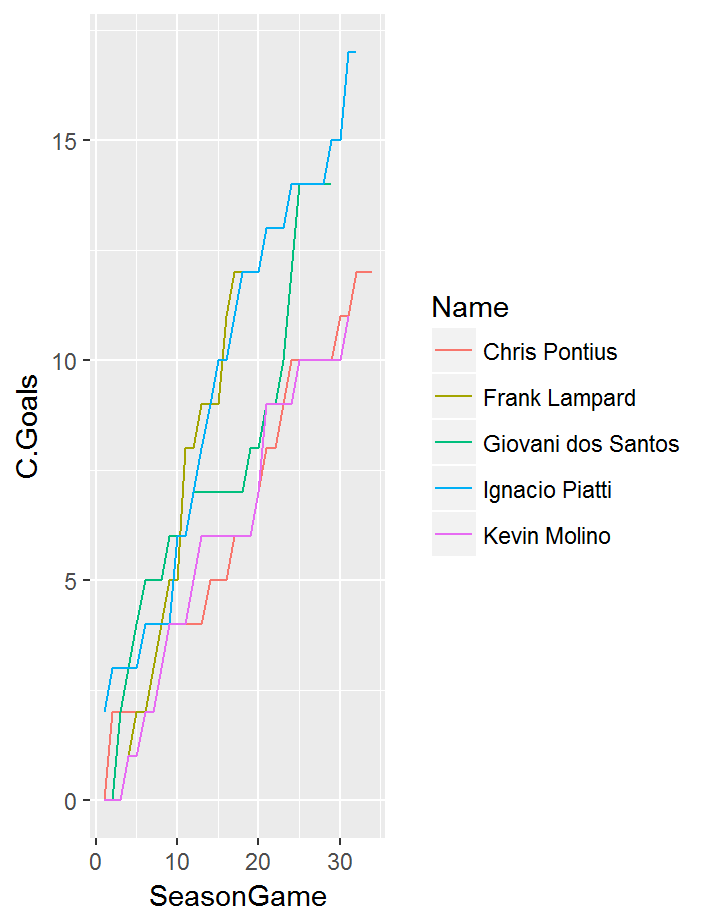 15
10
5
0
C.Goals
0 10 20 30
SeasonGame
Name
Chris Pontius
Frank Lampard
Giovani dos Santos
Ignacio Piatti
Kevin Molino